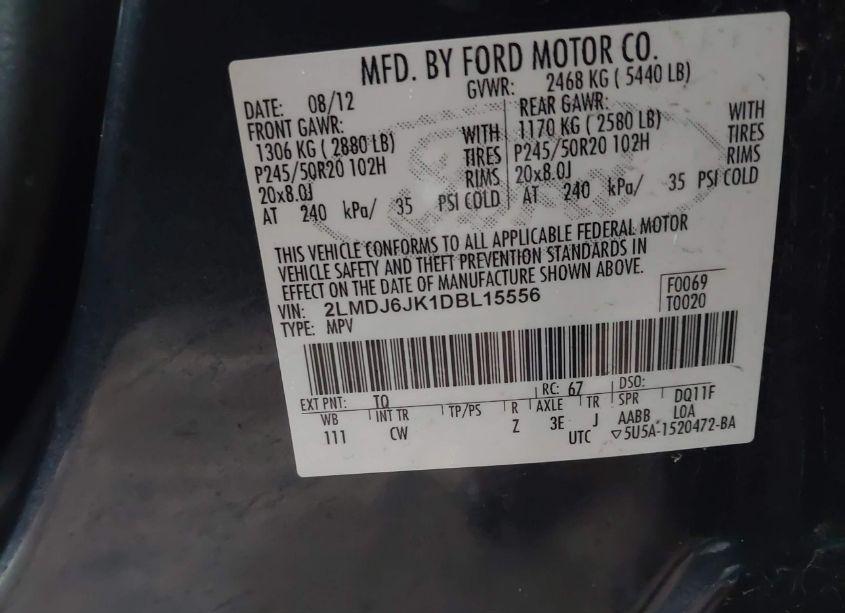 MFD. BY FORD MOTOR CO.
DATE: 08/12
GVWR: 2468 KG ( 5440 LB)
FRONT GAWR:
1306 KG ( 2880 LB) WITH
P245/50R20 102H TIRES
20x8.0J RIMS
AT 240 kPa/ 35 PSI COLD
REAR GAWR: WITH
1170 KG ( 2580 LB) TIRES
P245/50R20 102H RIMS
20x8.0J
AT 240 kPa/ 35 PSI COLD
THIS VEHICLE CONFORMS TO ALL APPLICABLE FEDERAL MOTOR
VEHICLE SAFETY AND THEFT PREVENTION STANDARDS IN
EFFECT ON THE DATE OF MANUFACTURE SHOWN ABOVE.
VIN: 2LMDJ6JK1DBL15556
TYPE: MPV
F0069
T0020
EXT PNT: TQ RC: 67 DSO:
WB INT TR TP/PS R AXLE TR SPR DQ11F
111 CW Z 3E J AABB LOA
UTC ▽5U5A-1520472-BA